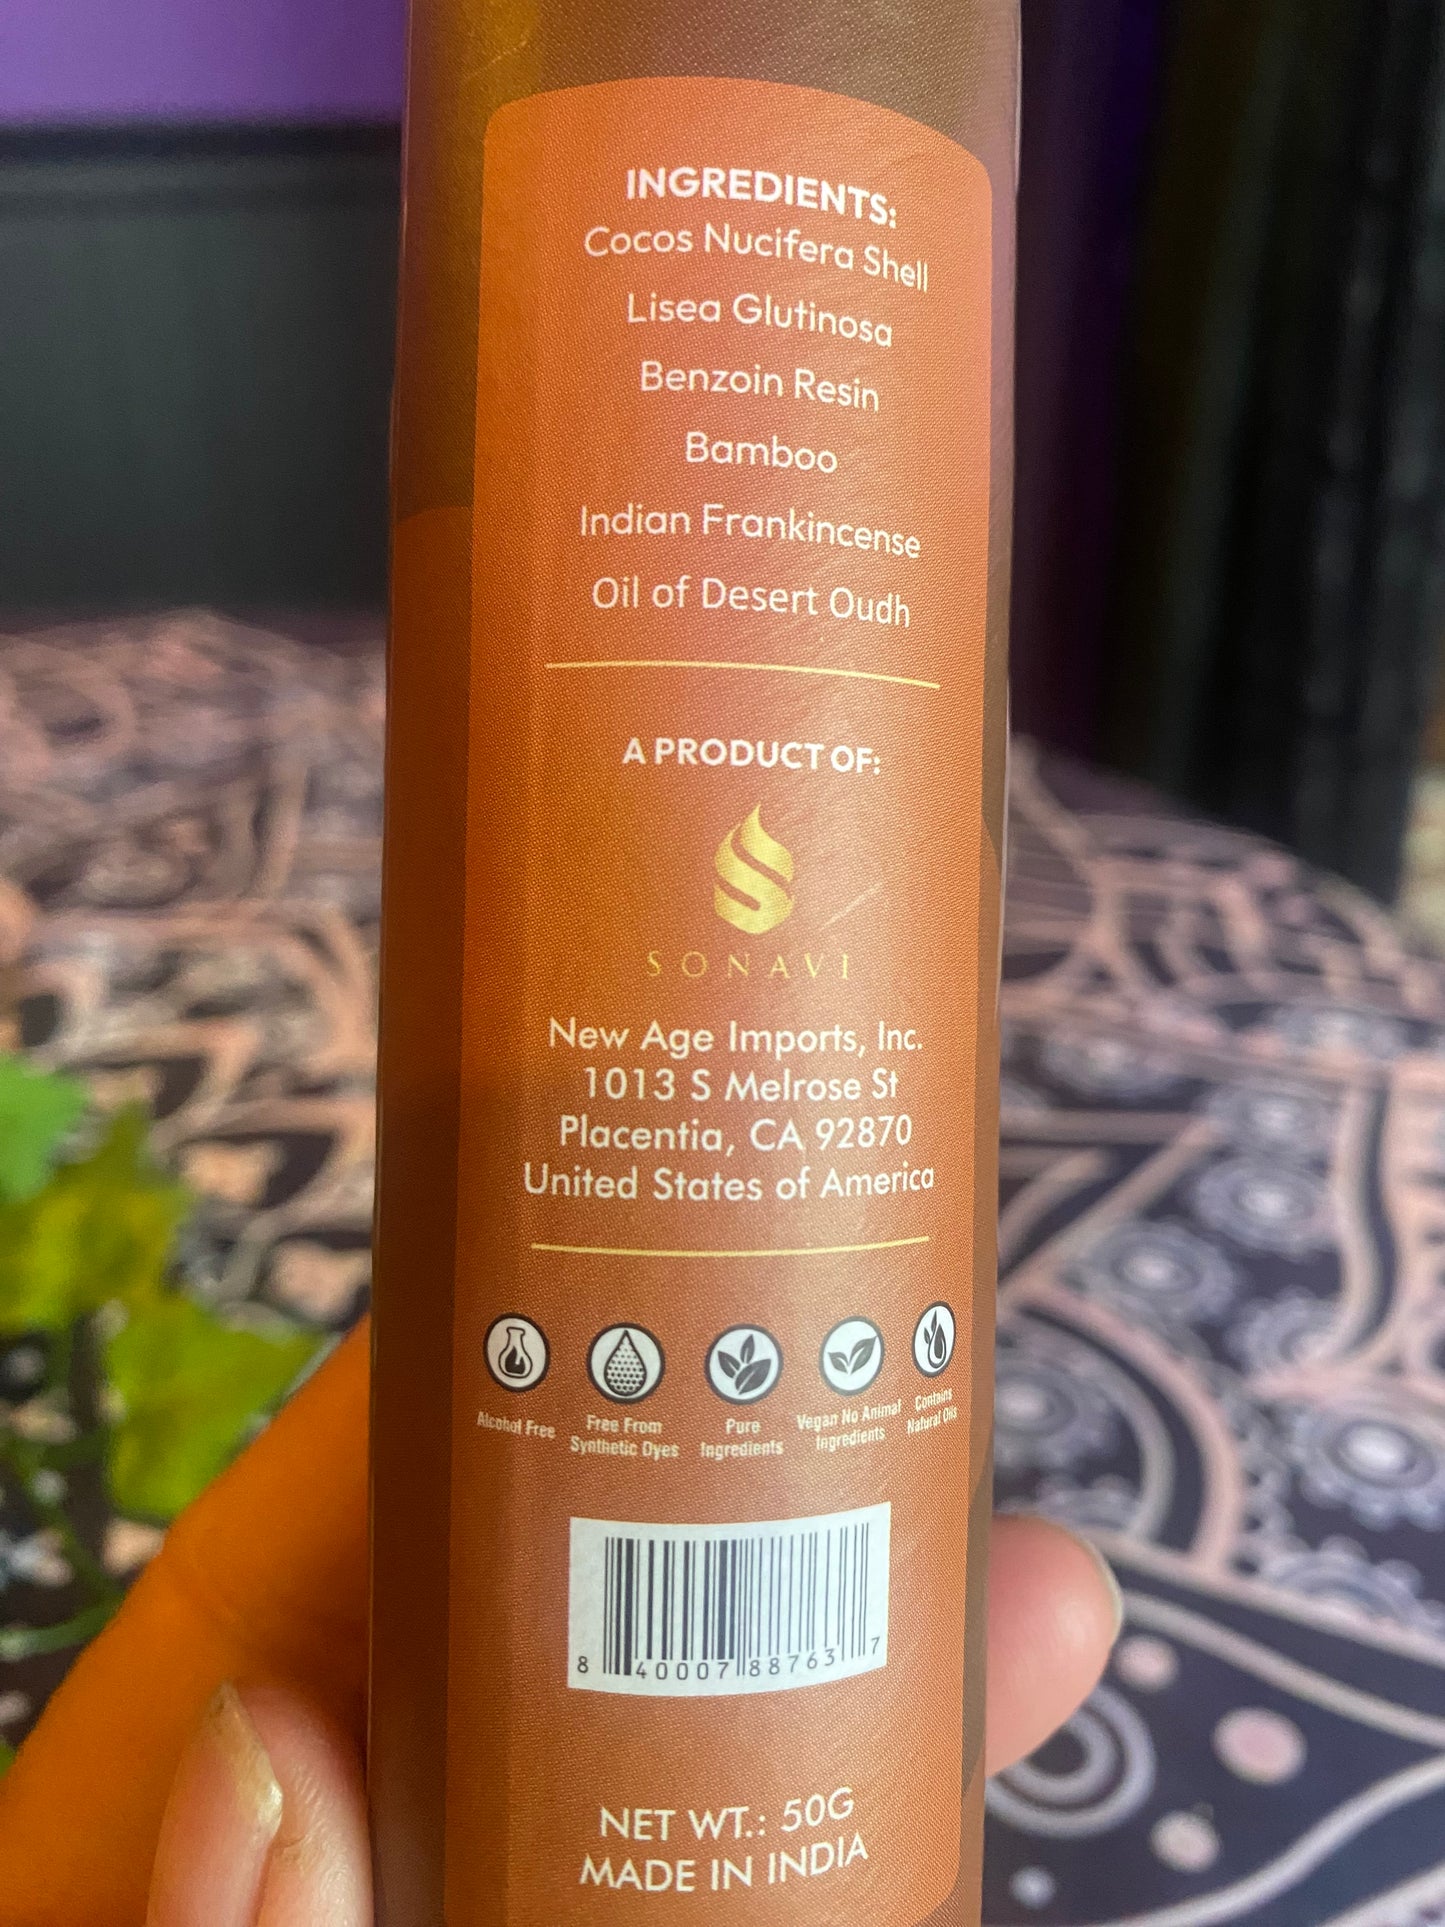 INGREDIENTS:
Cocos Nucifera Shell
Lisea Glutinosa
Benzoin Resin
Bamboo
Indian Frankincense
Oil of Desert Oudh
A PRODUCT OF:
SONAVI
New Age Imports, Inc.
1013 S Melrose St
Placentia, CA 92870
United States of America
Alcohol Free
Free From
Synthetic Dyes
Pure
Ingredients
Vegan No Animal
Ingredients
Contains
Natural Oils
8 40007 88763 7
NET WT.: 50G
MADE IN INDIA